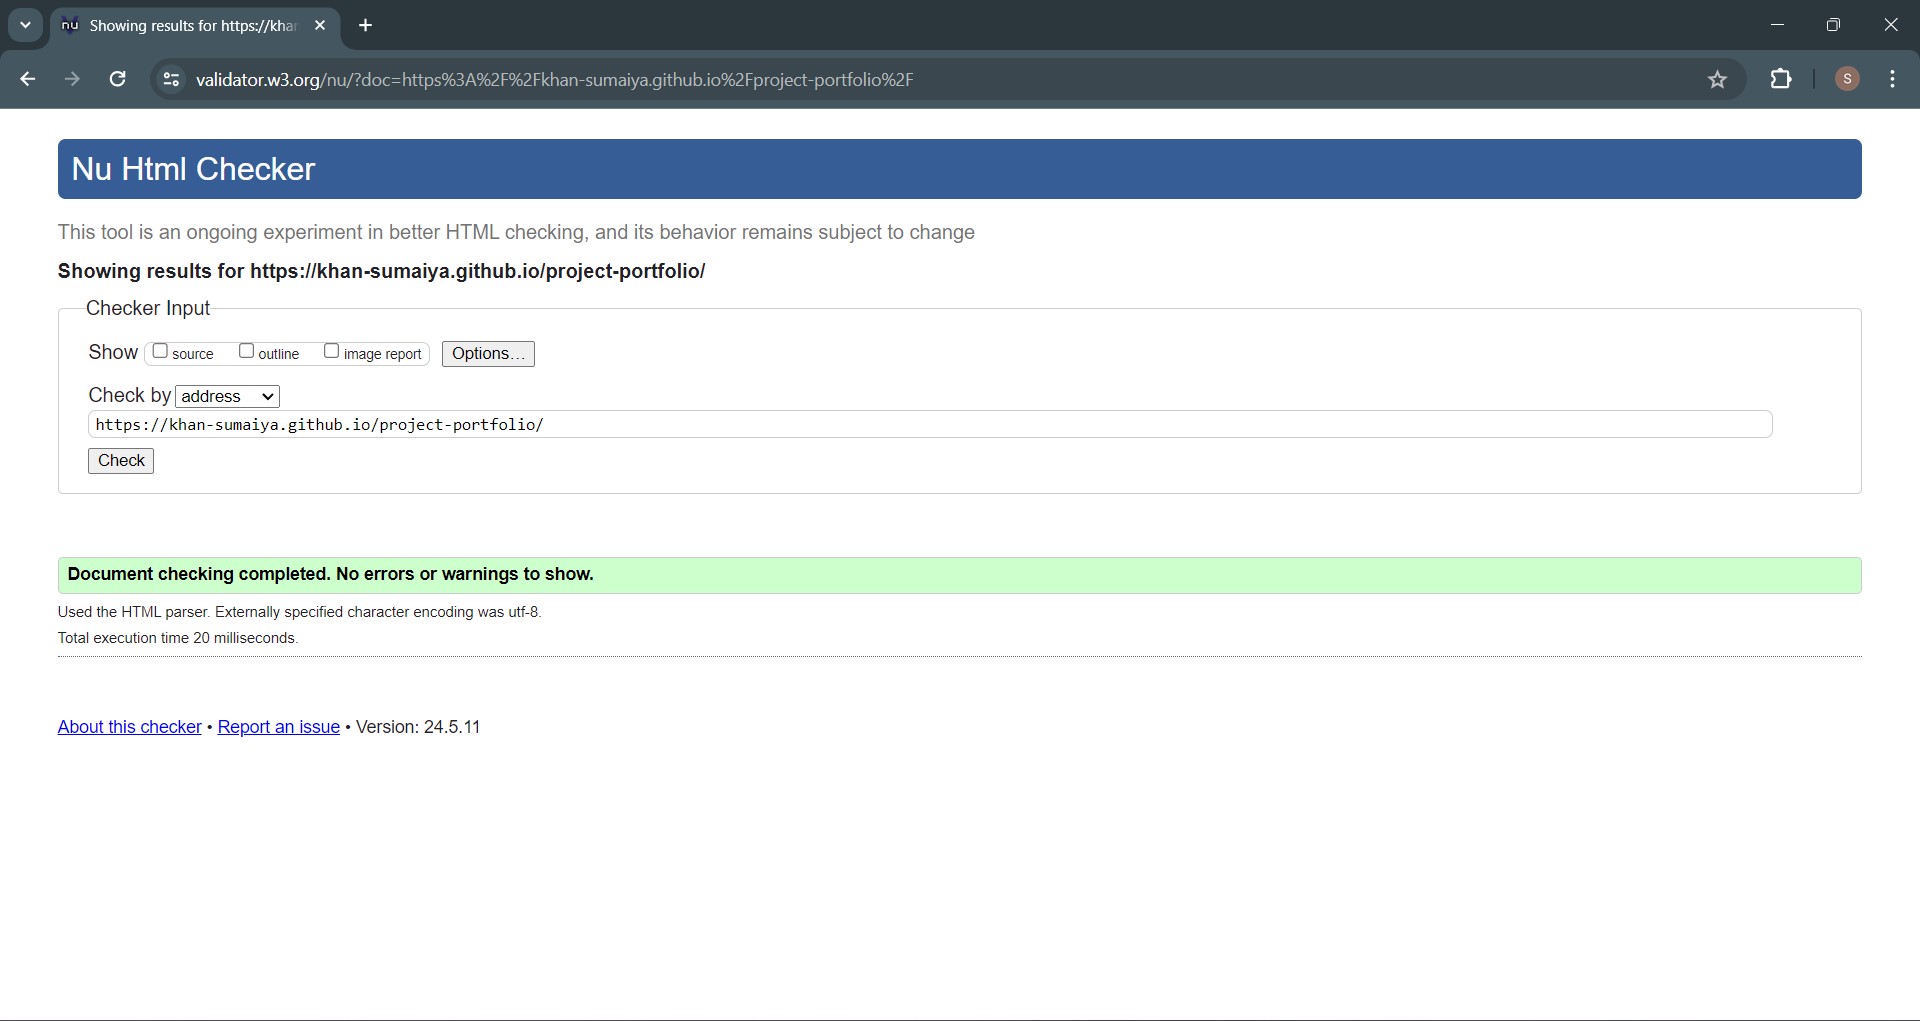 nu Showing results for https://khar
validator.w3.org/nu/?doc=https%3A%2F%2Fkhan-sumaiya.github.io%2Fproject-portfolio%2F
S
Nu Html Checker
This tool is an ongoing experiment in better HTML checking, and its behavior remains subject to change
Showing results for https://khan-sumaiya.github.io/project-portfolio/
Checker Input
Show source outline image report Options...
Check by address
https://khan-sumaiya.github.io/project-portfolio/
Check
Document checking completed. No errors or warnings to show.
Used the HTML parser. Externally specified character encoding was utf-8.
Total execution time 20 milliseconds.
About this checker • Report an issue • Version: 24.5.11